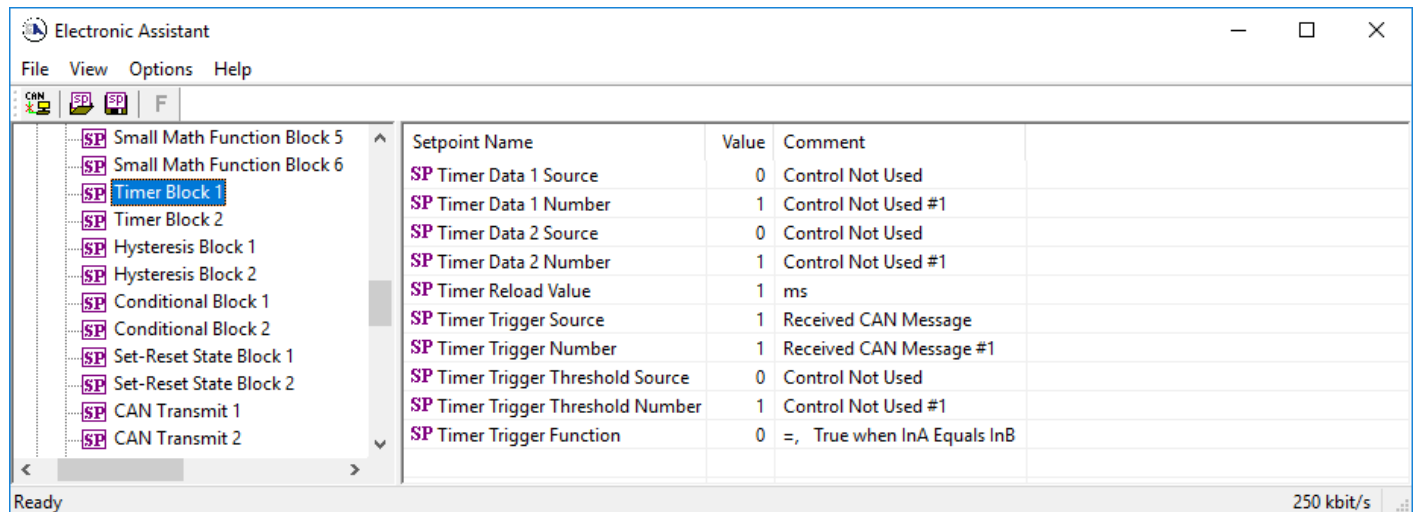 Electronic Assistant
File View Options Help
CAN SP SP F
SP Small Math Function Block 5
SP Small Math Function Block 6
SP Timer Block 1
SP Timer Block 2
SP Hysteresis Block 1
SP Hysteresis Block 2
SP Conditional Block 1
SP Conditional Block 2
SP Set-Reset State Block 1
SP Set-Reset State Block 2
SP CAN Transmit 1
SP CAN Transmit 2
Setpoint Name Value Comment
SP Timer Data 1 Source 0 Control Not Used
SP Timer Data 1 Number 1 Control Not Used #1
SP Timer Data 2 Source 0 Control Not Used
SP Timer Data 2 Number 1 Control Not Used #1
SP Timer Reload Value 1 ms
SP Timer Trigger Source 1 Received CAN Message
SP Timer Trigger Number 1 Received CAN Message #1
SP Timer Trigger Threshold Source 0 Control Not Used
SP Timer Trigger Threshold Number 1 Control Not Used #1
SP Timer Trigger Function 0 =, True when InA Equals InB
Ready 250 kbit/s